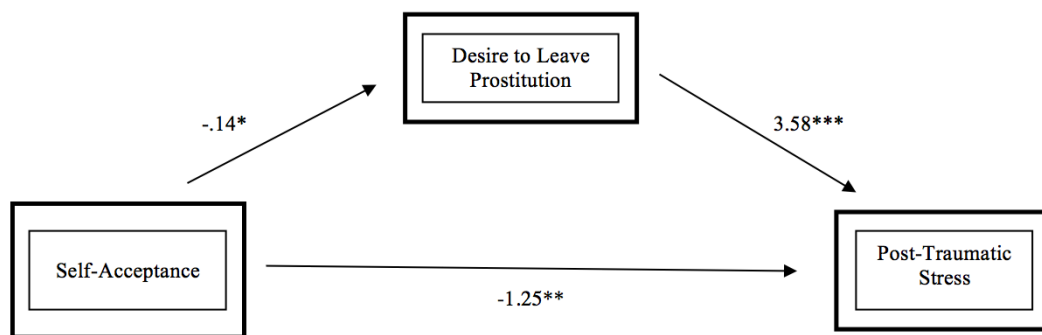 Desire to Leave
Prostitution
-.14*
3.58***
Self-Acceptance
Post-Traumatic
Stress
-1.25**